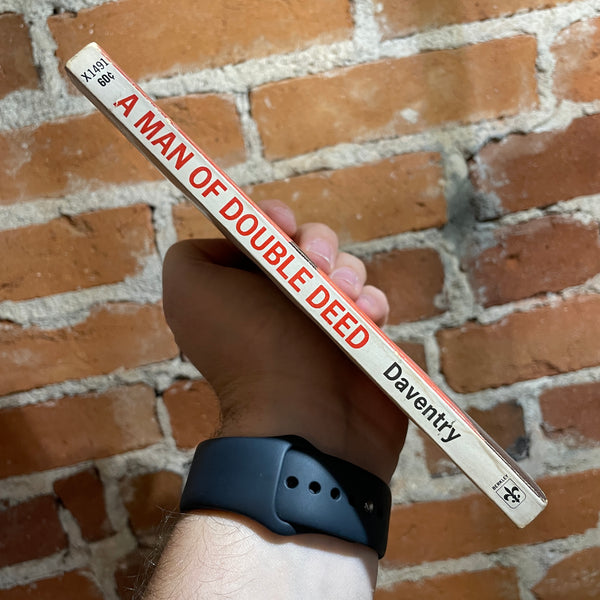 X1491
60¢
A MAN OF DOUBLE DEED
Daventry
BERKLEY